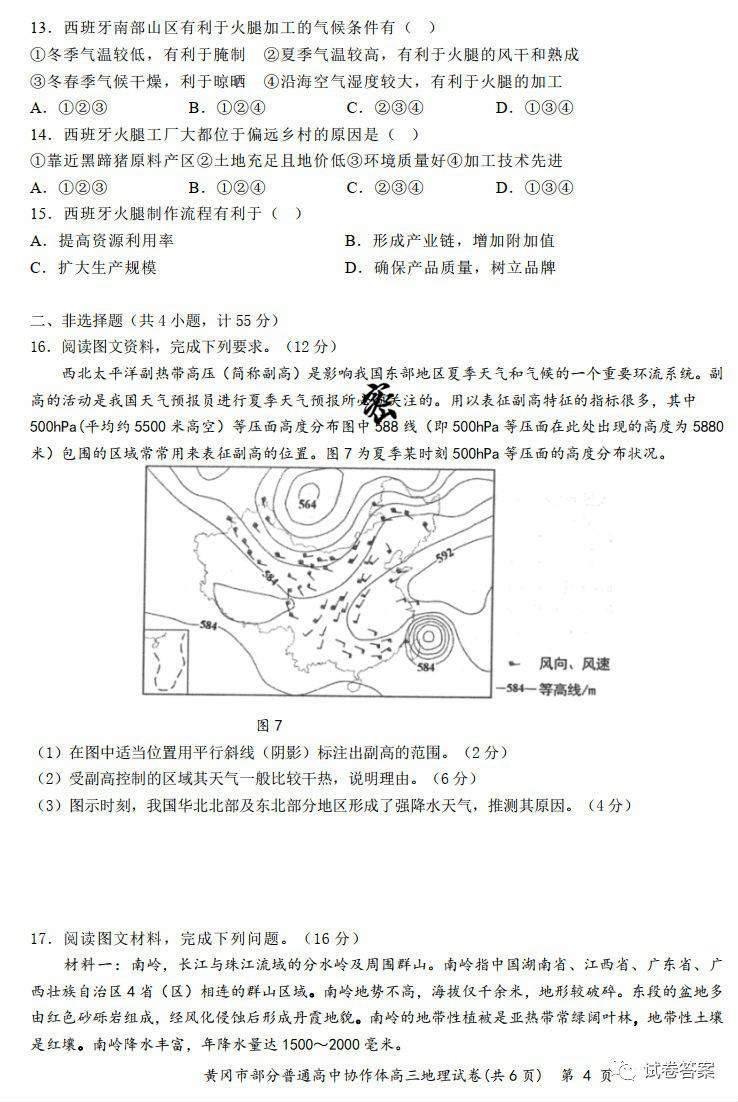 13．西班牙南部山区有利于火腿加工的气候条件有（　）
①冬季气温较低，有利于腌制　②夏季气温较高，有利于火腿的风干和熟成
③冬春季气候干燥，利于晾晒　④沿海空气湿度较大，有利于火腿的加工
A．①②③　B．①②④　C．②③④　D．①③④
14．西班牙火腿工厂大都位于偏远乡村的原因是（　）
①靠近黑蹄猪原料产区②土地充足且地价低③环境质量好④加工技术先进
A．①②③　B．①②④　C．②③④　D．①③④
15．西班牙火腿制作流程有利于（　）
A．提高资源利用率　B．形成产业链，增加附加值
C．扩大生产规模　D．确保产品质量，树立品牌
二、非选择题（共 4 小题，计 55 分）
16．阅读图文资料，完成下列要求。（12 分）
西北太平洋副热带高压（简称副高）是影响我国东部地区夏季天气和气候的一个重要环流系统。副
高的活动是我国天气预报员进行夏季天气预报所必须关注的。用以表征副高特征的指标很多，其中
密
500hPa(平均约 5500 米高空）等压面高度分布图中 588 线（即 500hPa 等压面在此处出现的高度为 5880
米）包围的区域常常用来表征副高的位置。图 7 为夏季某时刻 500hPa 等压面的高度分布状况。
564
592
584
584
584
风向、风速
—584—等高线/m
图 7
（1）在图中适当位置用平行斜线（阴影）标注出副高的范围。（2 分）
（2）受副高控制的区域其天气一般比较干热，说明理由。（6 分）
（3）图示时刻，我国华北北部及东北部分地区形成了强降水天气，推测其原因。（4 分）
17．阅读图文材料，完成下列问题。（16 分）
材料一：南岭，长江与珠江流域的分水岭及周围群山。南岭指中国湖南省、江西省、广东省、广
西壮族自治区 4 省（区）相连的群山区域。南岭地势不高，海拔仅千余米，地形较破碎。东段的盆地多
由红色砂砾岩组成，经风化侵蚀后形成丹霞地貌。南岭的地带性植被是亚热带常绿阔叶林，地带性土壤
是红壤。南岭降水丰富，年降水量达 1500～2000 毫米。
黄冈市部分普通高中协作体高三地理试卷(共 6 页)　第 4 页
试卷答案